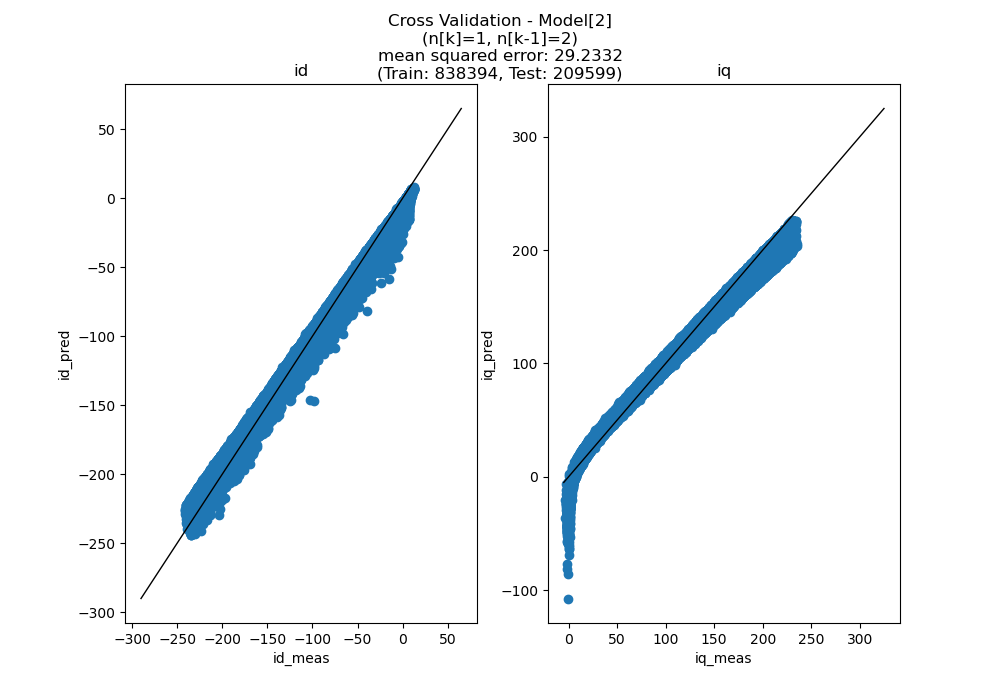 Cross Validation - Model[2]
(n[k]=1, n[k-1]=2)
mean squared error: 29.2332
(Train: 838394, Test: 209599)
id
50
0
−50
−100
−150
−200
−250
−300
id_pred
−300 −250 −200 −150 −100 −50 0 50
id_meas
iq
300
200
100
0
−100
iq_pred
0 50 100 150 200 250 300
iq_meas